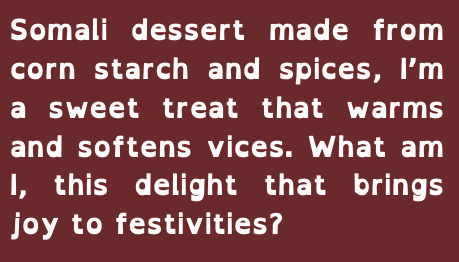 Somali dessert made from
corn starch and spices, I'm
a sweet treat that warms
and softens vices. What am
I, this delight that brings
joy to festivities?